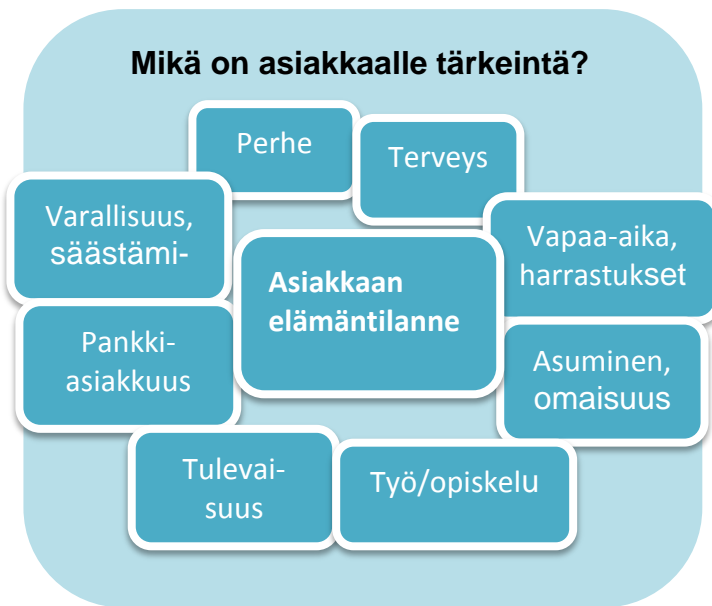 Mikä on asiakkaalle tärkeintä?
Perhe
Terveys
Varallisuus,
säästämi-
Vapaa-aika,
harrastukset
Asiakkaan
elämäntilanne
Pankki-
asiakkuus
Asuminen,
omaisuus
Tulevai-
suus
Työ/opiskelu